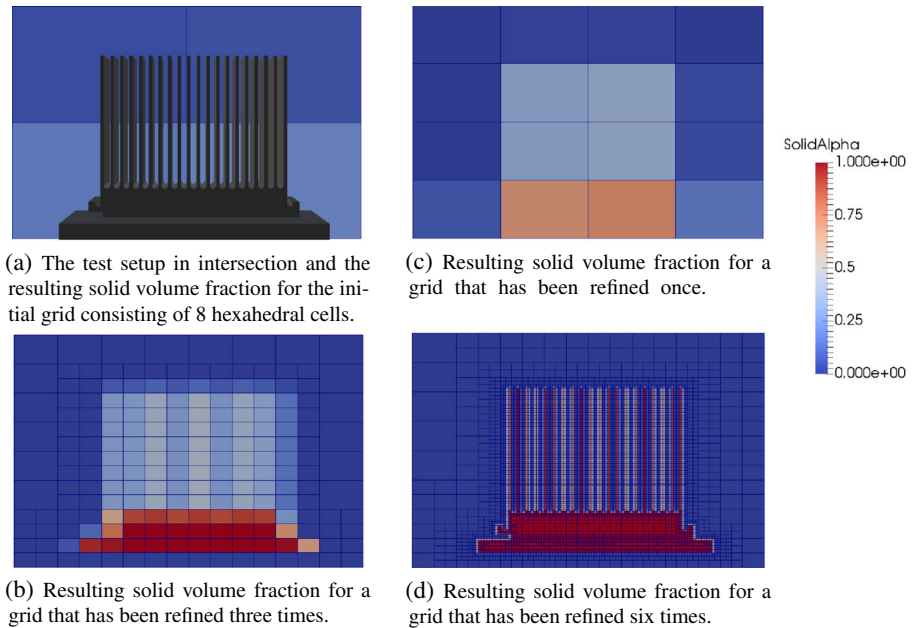 (a) The test setup in intersection and the
resulting solid volume fraction for the ini-
tial grid consisting of 8 hexahedral cells.
(c) Resulting solid volume fraction for a
grid that has been refined once.
SolidAlpha
1.000e+00
0.75
0.5
0.25
0.000e+00
(b) Resulting solid volume fraction for a
grid that has been refined three times.
(d) Resulting solid volume fraction for a
grid that has been refined six times.